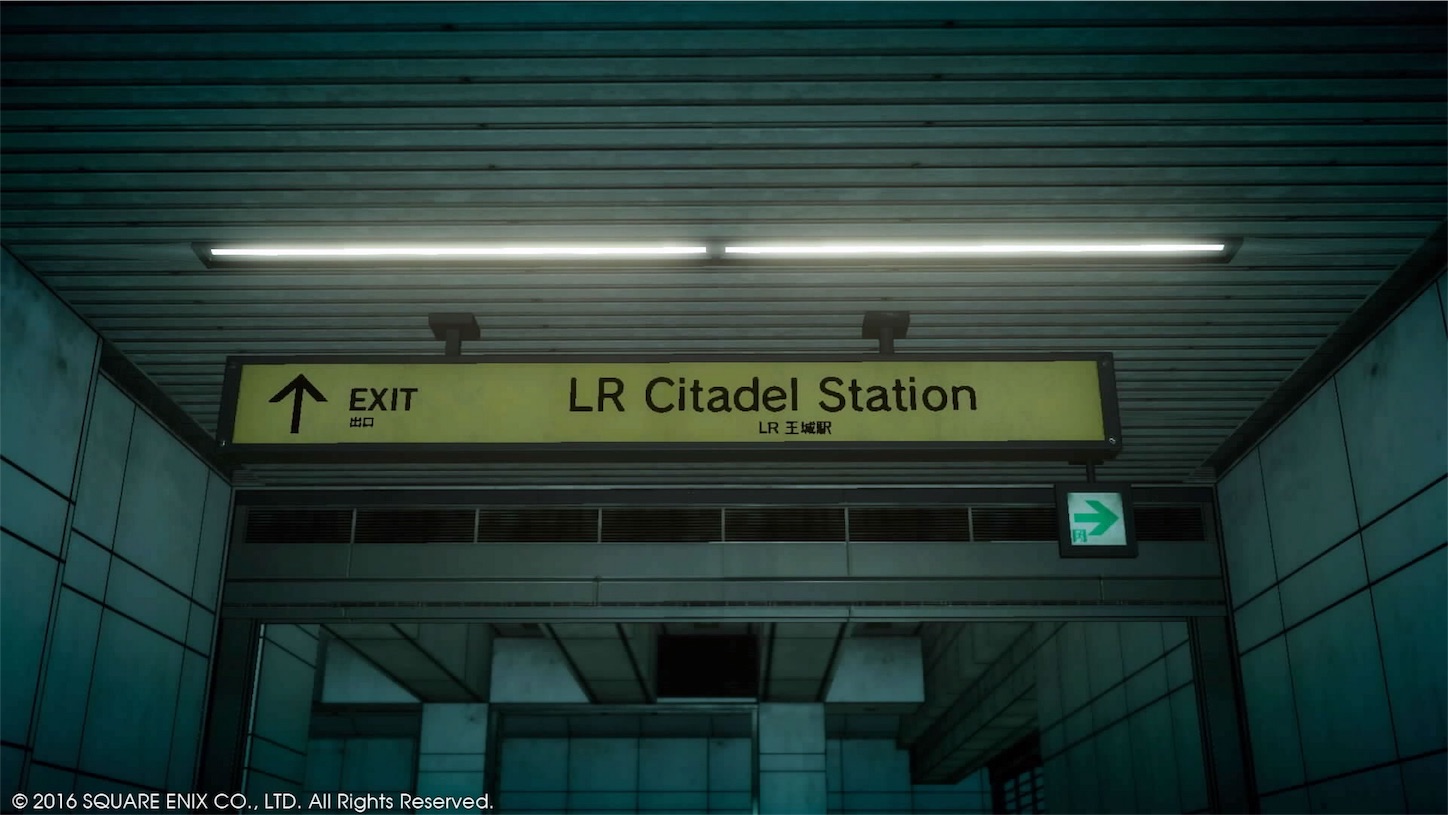 EXIT
出口
LR Citadel Station
LR 王城駅
© 2016 SQUARE ENIX CO., LTD. All Rights Reserved.